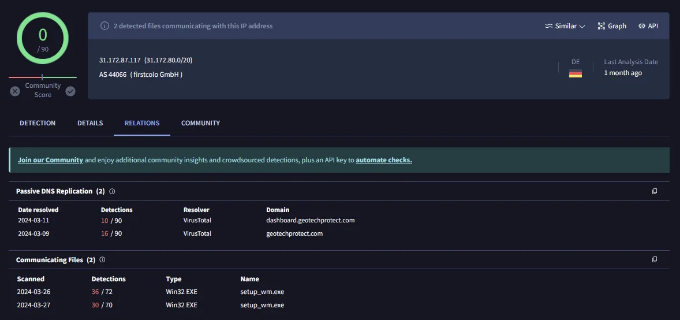 0
/ 90
Community
Score
2 detected files communicating with this IP address
Similar
Graph
API
31.172.87.117 (31.172.80.0/20)
AS 44066 ( firstcolo GmbH )
DE
Last Analysis Date
1 month ago
DETECTION DETAILS RELATIONS COMMUNITY
Join our Community and enjoy additional community insights and crowdsourced detections, plus an API key to automate checks.
Passive DNS Replication (2)
Date resolved Detections Resolver Domain
2024-03-11 10 / 90 VirusTotal dashboard.geotechprotect.com
2024-03-09 16 / 90 VirusTotal geotechprotect.com
Communicating Files (2)
Scanned Detections Type Name
2024-03-26 36 / 72 Win32 EXE setup_wm.exe
2024-03-27 30 / 70 Win32 EXE setup_wm.exe